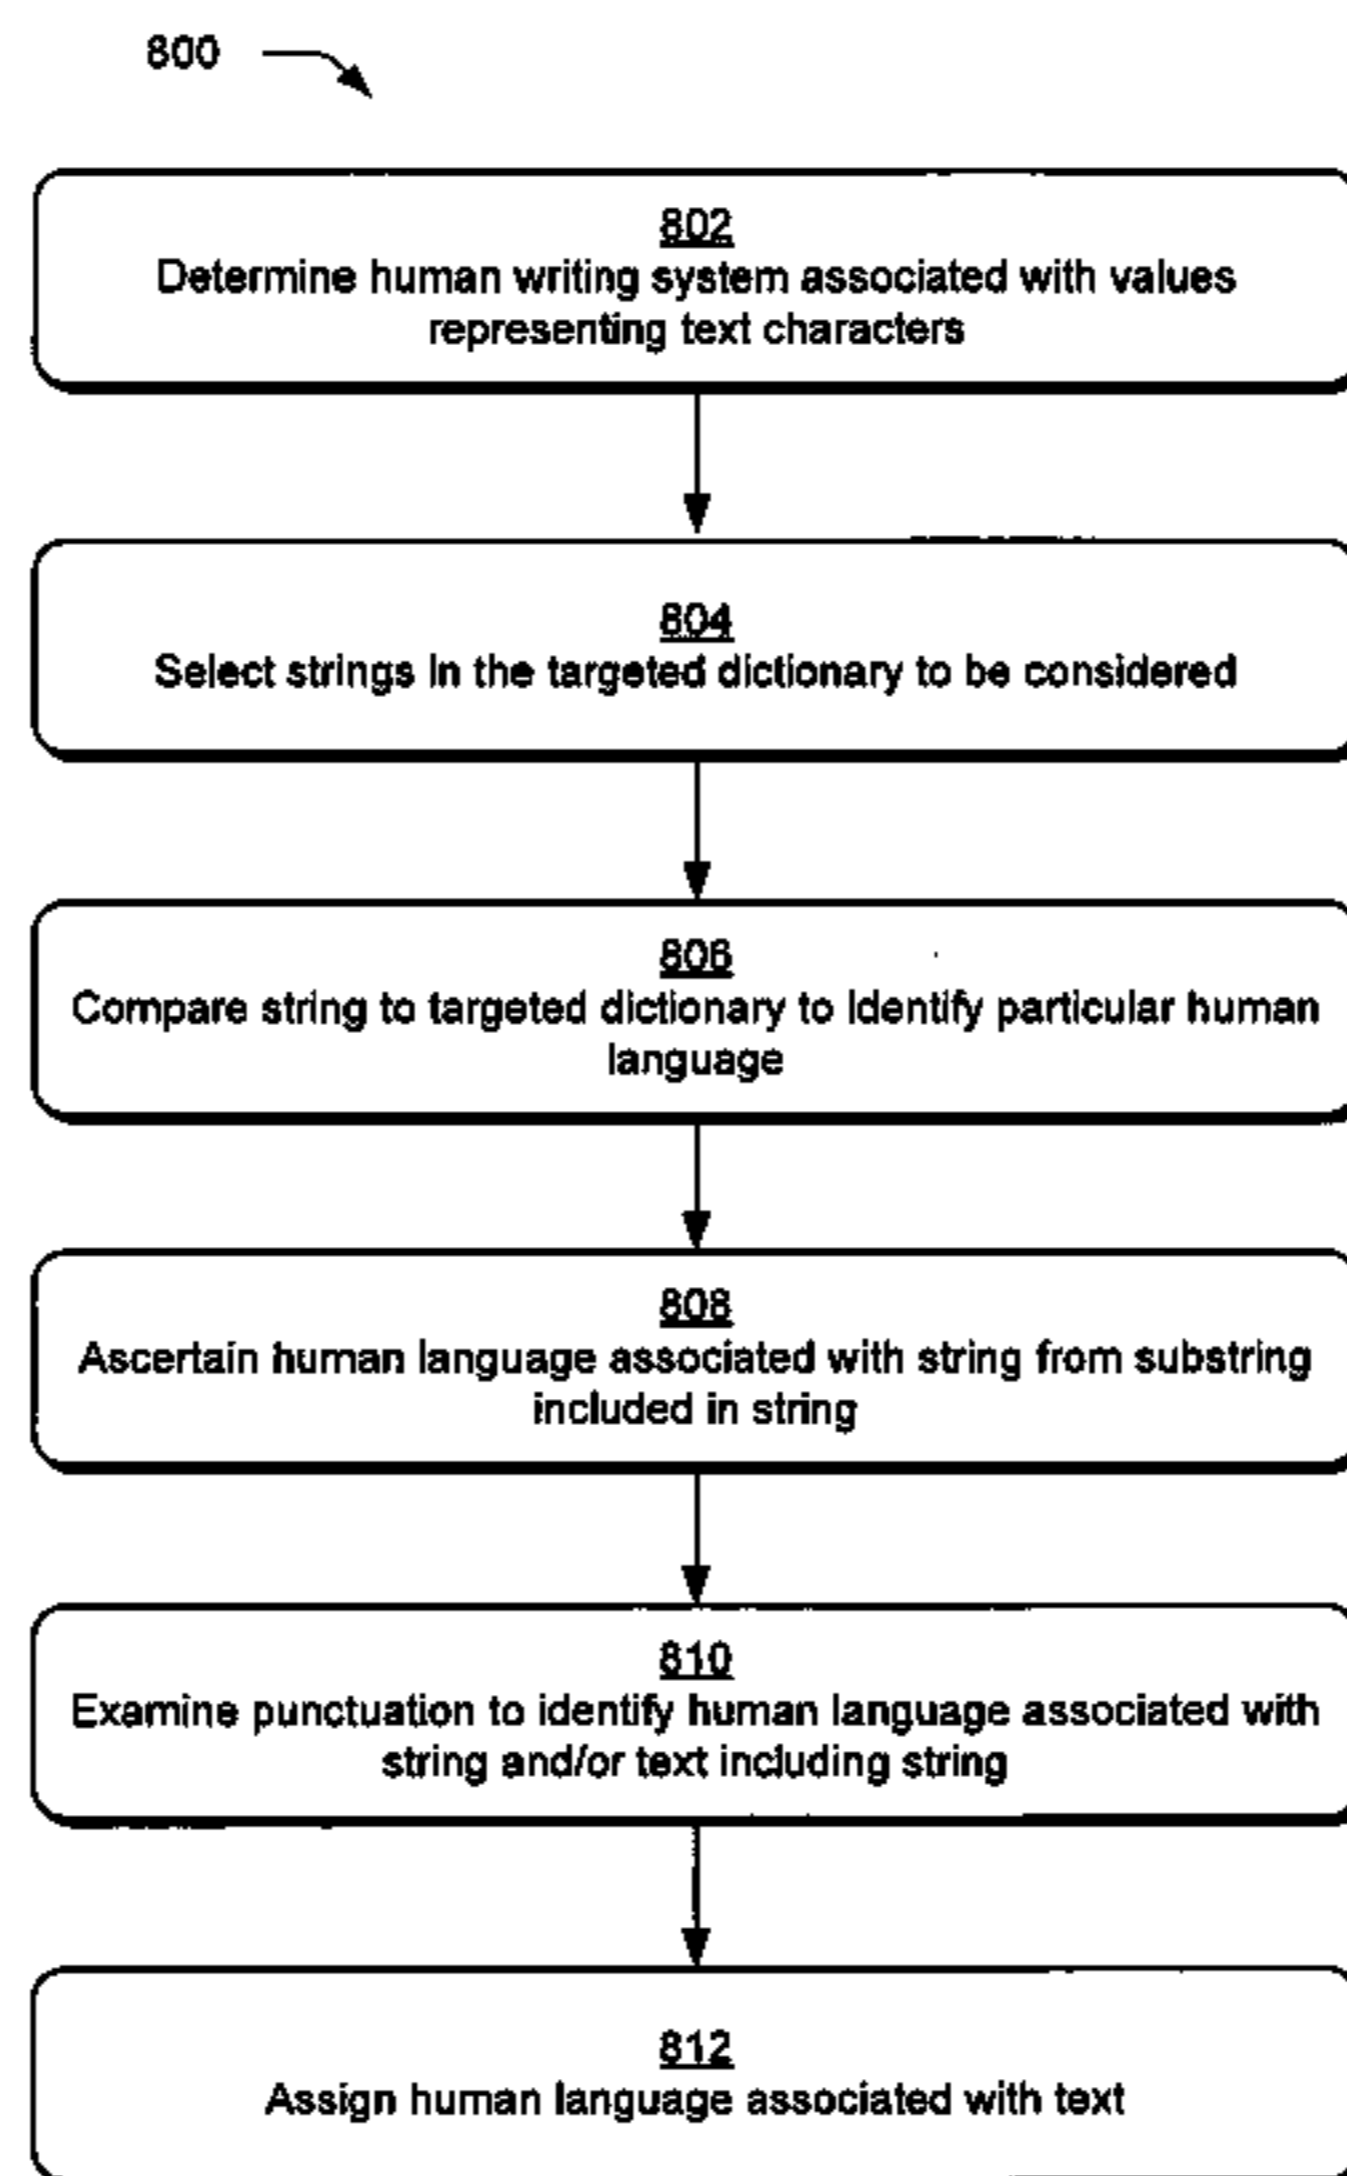 800
802
Determine human writing system associated with values
representing text characters
804
Select strings in the targeted dictionary to be considered
806
Compare string to targeted dictionary to identify particular human
language
808
Ascertain human language associated with string from substring
included in string
810
Examine punctuation to identify human language associated with
string and/or text including string
812
Assign human language associated with text